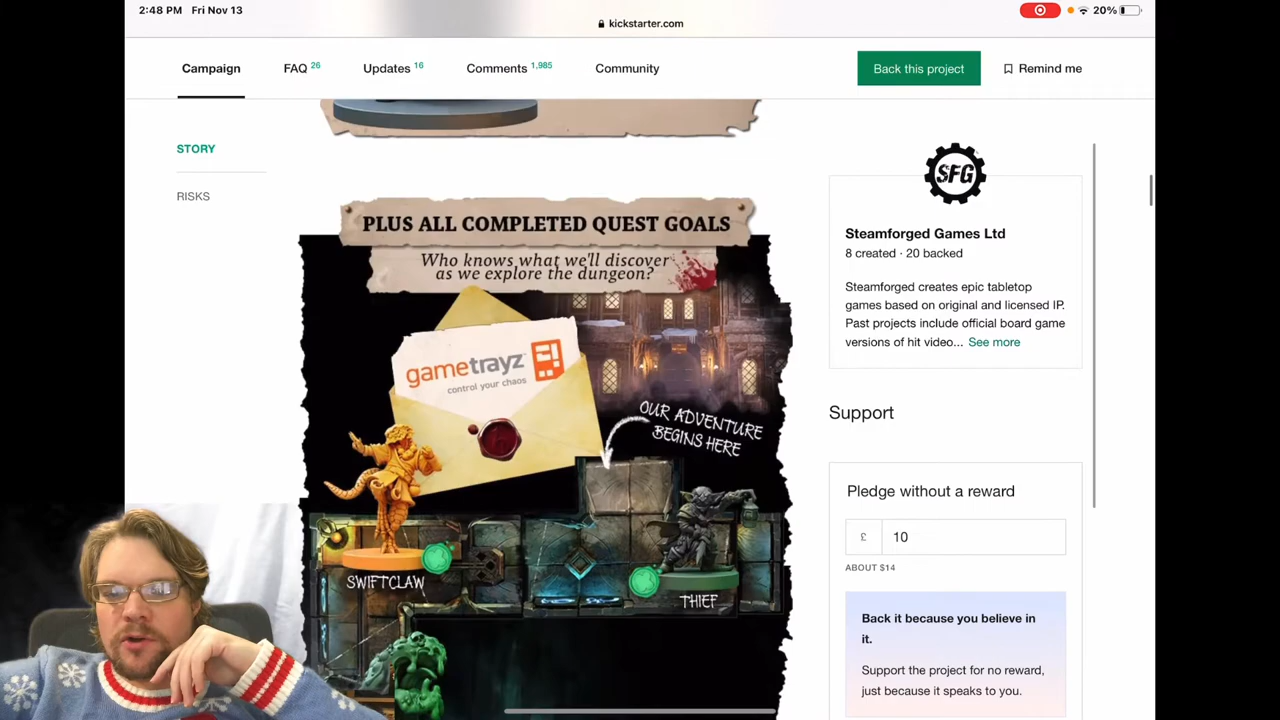 2:48 PM Fri Nov 13
20%
kickstarter.com
Campaign
FAQ 26
Updates 16
Comments 1,985
Community
Back this project
Remind me
STORY
RISKS
PLUS ALL COMPLETED QUEST GOALS
Who knows what we'll discover
as we explore the dungeon?
gametrayz
control your chaos
OUR ADVENTURE
BEGINS HERE
SWIFTCLAW
THIEF
SFG
Steamforged Games Ltd
8 created · 20 backed
Steamforged creates epic tabletop
games based on original and licensed IP.
Past projects include official board game
versions of hit video... See more
Support
Pledge without a reward
£ 10
ABOUT $14
Back it because you believe in
it.
Support the project for no reward,
just because it speaks to you.